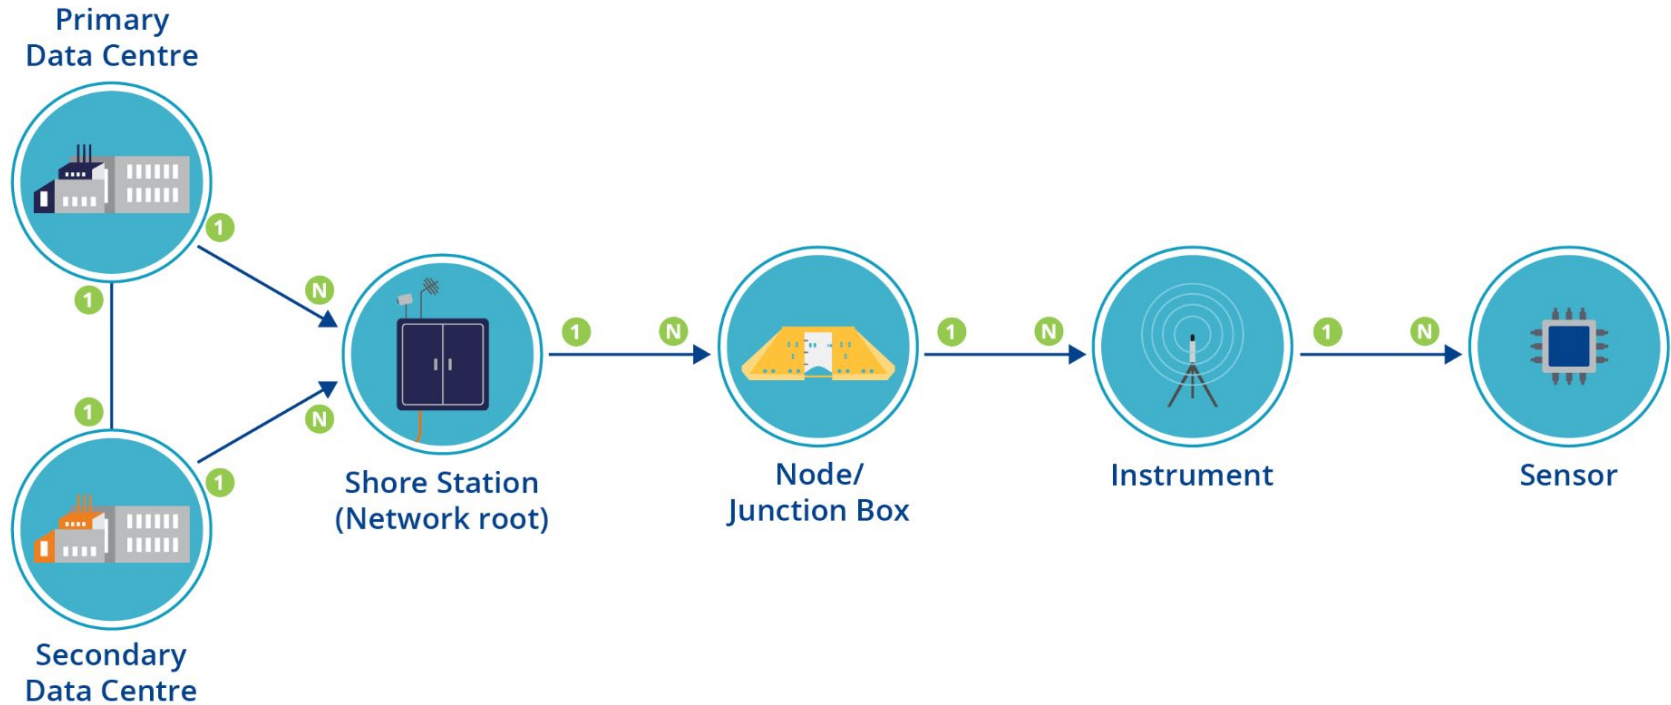 Primary
Data Centre
1
N
1
1
N
1
Secondary
Data Centre
Shore Station
(Network root)
1
N
Node/
Junction Box
1
N
Instrument
1
N
Sensor